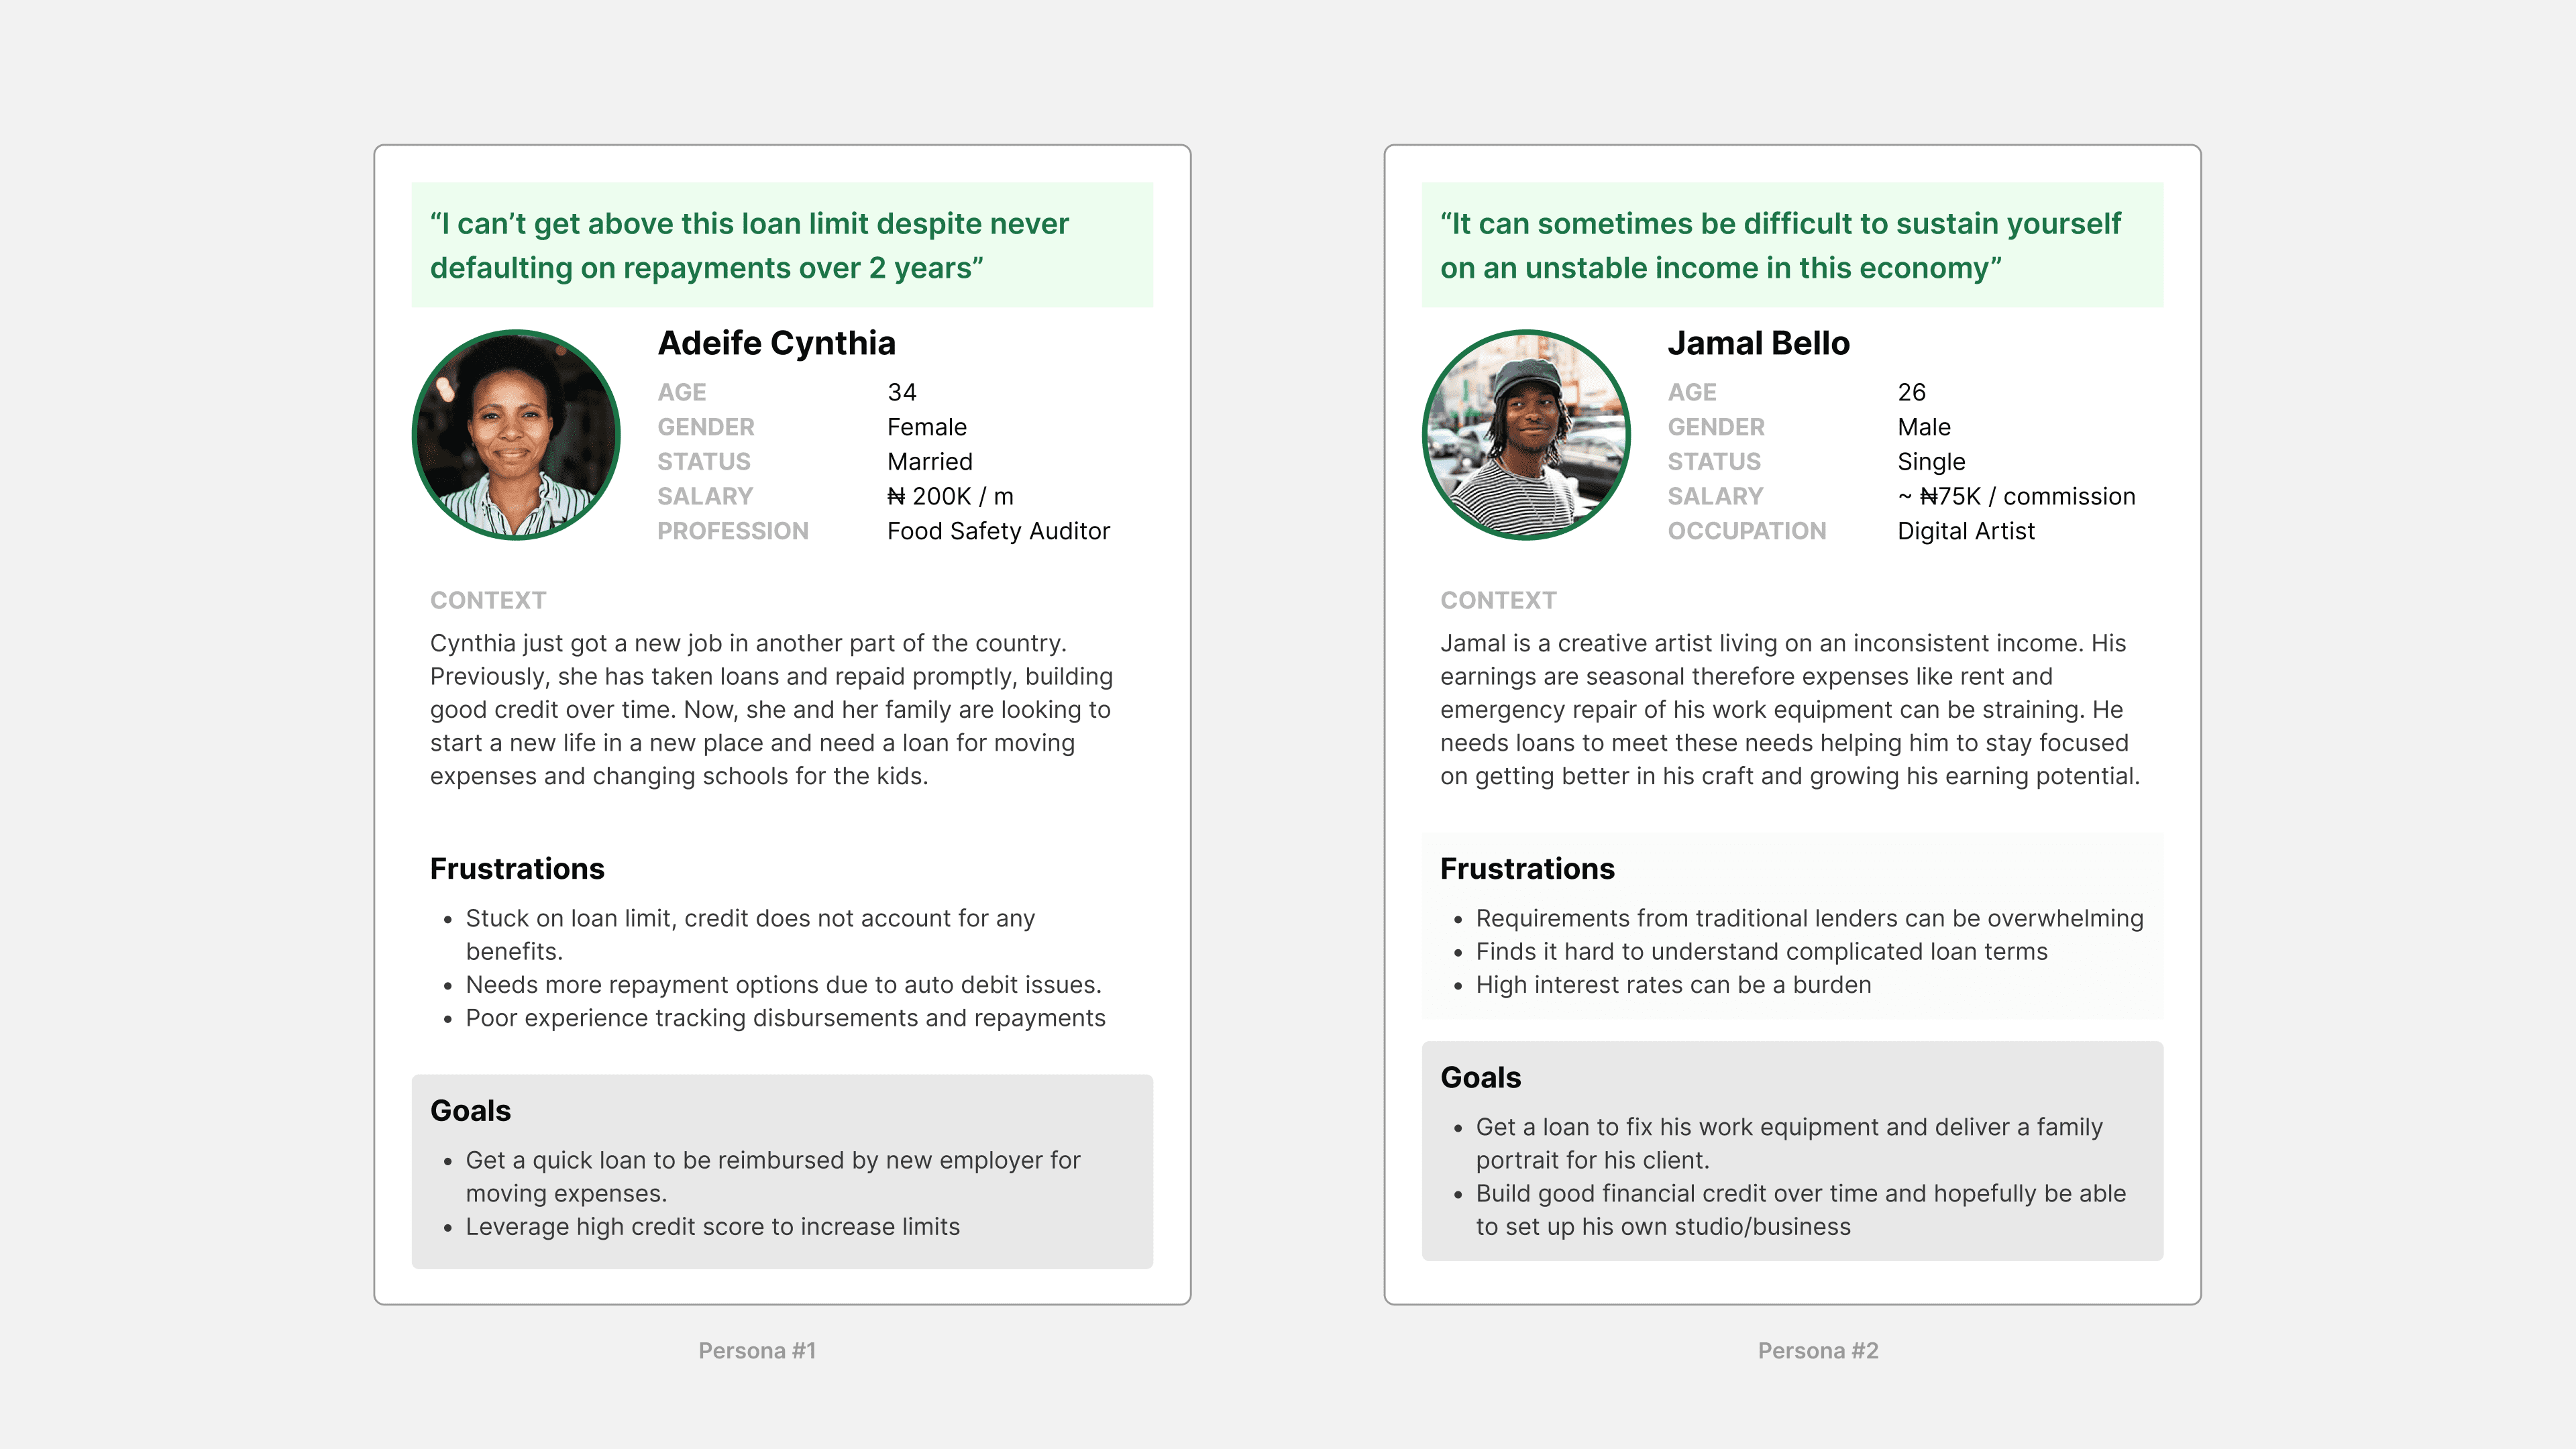 “I can’t get above this loan limit despite never
defaulting on repayments over 2 years”
Adeife Cynthia
AGE 34
GENDER Female
STATUS Married
SALARY ₦ 200K / m
PROFESSION Food Safety Auditor
CONTEXT
Cynthia just got a new job in another part of the country.
Previously, she has taken loans and repaid promptly, building
good credit over time. Now, she and her family are looking to
start a new life in a new place and need a loan for moving
expenses and changing schools for the kids.
Frustrations
• Stuck on loan limit, credit does not account for any
benefits.
• Needs more repayment options due to auto debit issues.
• Poor experience tracking disbursements and repayments
Goals
• Get a quick loan to be reimbursed by new employer for
moving expenses.
• Leverage high credit score to increase limits
Persona #1
“It can sometimes be difficult to sustain yourself
on an unstable income in this economy”
Jamal Bello
AGE 26
GENDER Male
STATUS Single
SALARY ~ ₦75K / commission
OCCUPATION Digital Artist
CONTEXT
Jamal is a creative artist living on an inconsistent income. His
earnings are seasonal therefore expenses like rent and
emergency repair of his work equipment can be straining. He
needs loans to meet these needs helping him to stay focused
on getting better in his craft and growing his earning potential.
Frustrations
• Requirements from traditional lenders can be overwhelming
• Finds it hard to understand complicated loan terms
• High interest rates can be a burden
Goals
• Get a loan to fix his work equipment and deliver a family
portrait for his client.
• Build good financial credit over time and hopefully be able
to set up his own studio/business
Persona #2